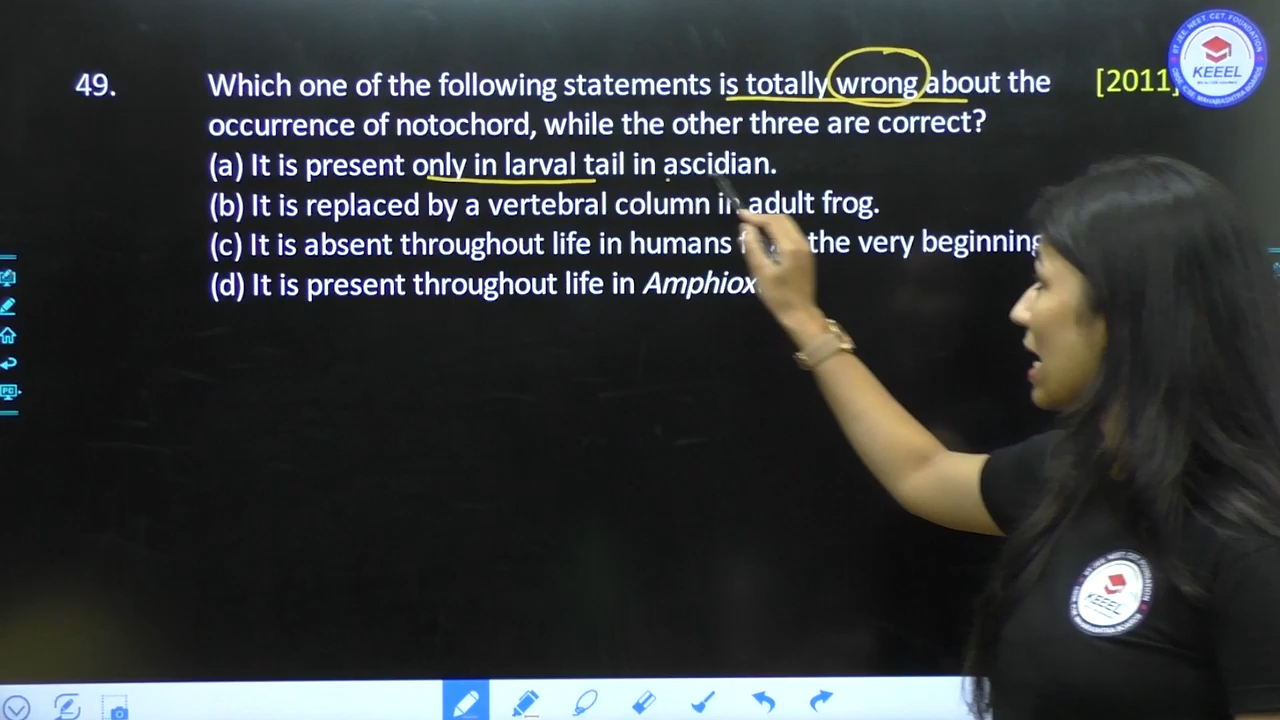 49. Which one of the following statements is totally wrong about the [2011]
occurrence of notochord, while the other three are correct?
(a) It is present only in larval tail in ascidian.
(b) It is replaced by a vertebral column in adult frog.
(c) It is absent throughout life in humans the very beginning
(d) It is present throughout life in Amphiox
KEEEL
KEEEL
PC